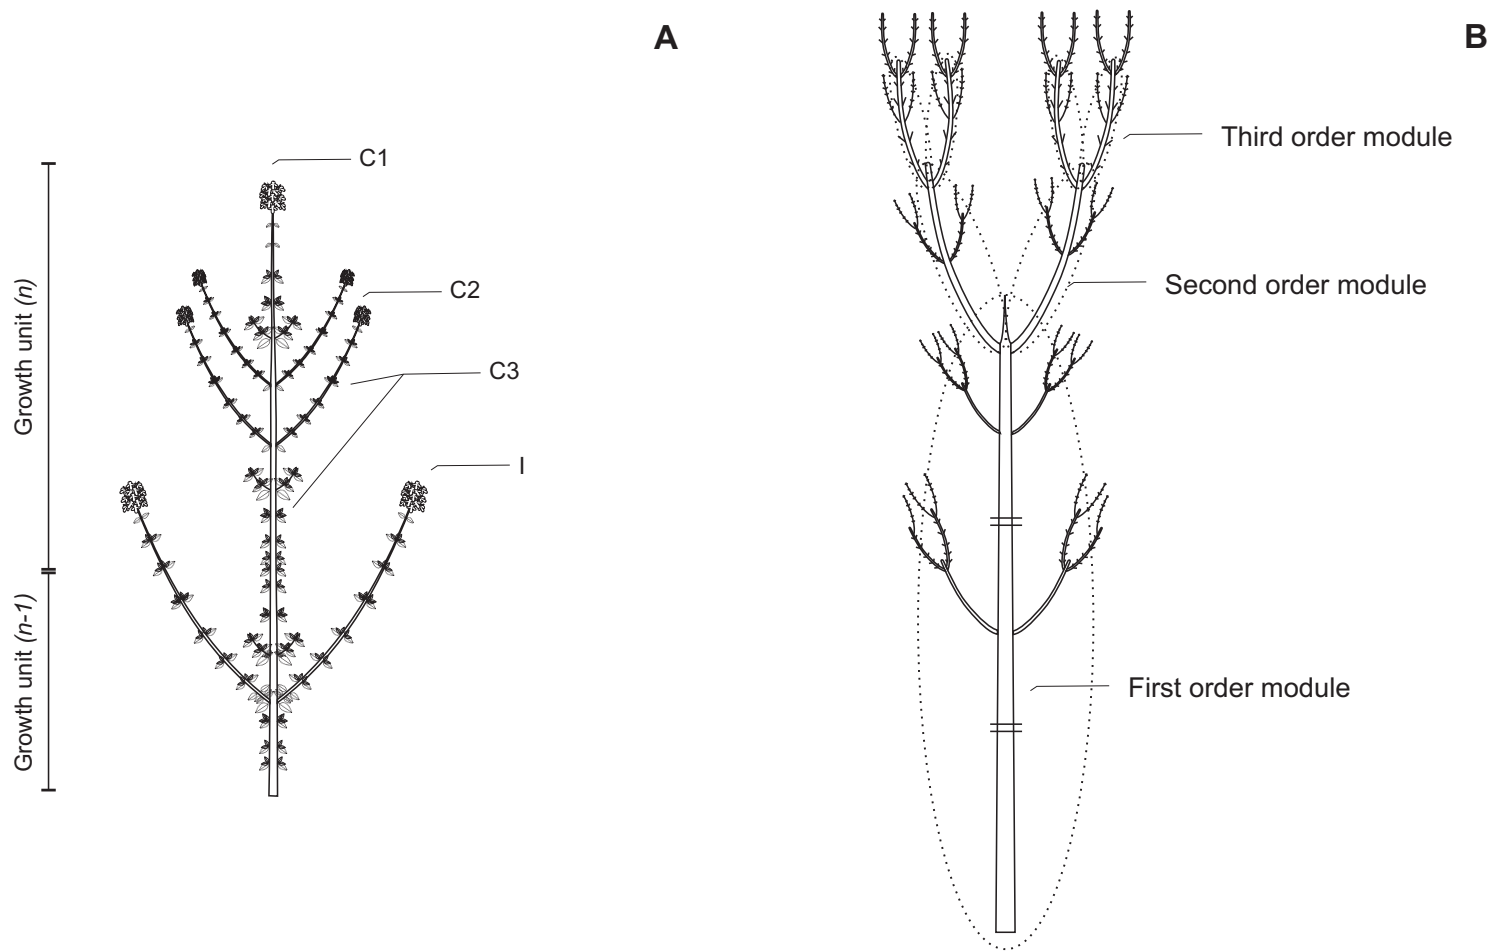 A
C1
C2
C3
I
Growth unit (n)
Growth unit (n-1)
B
Third order module
Second order module
First order module